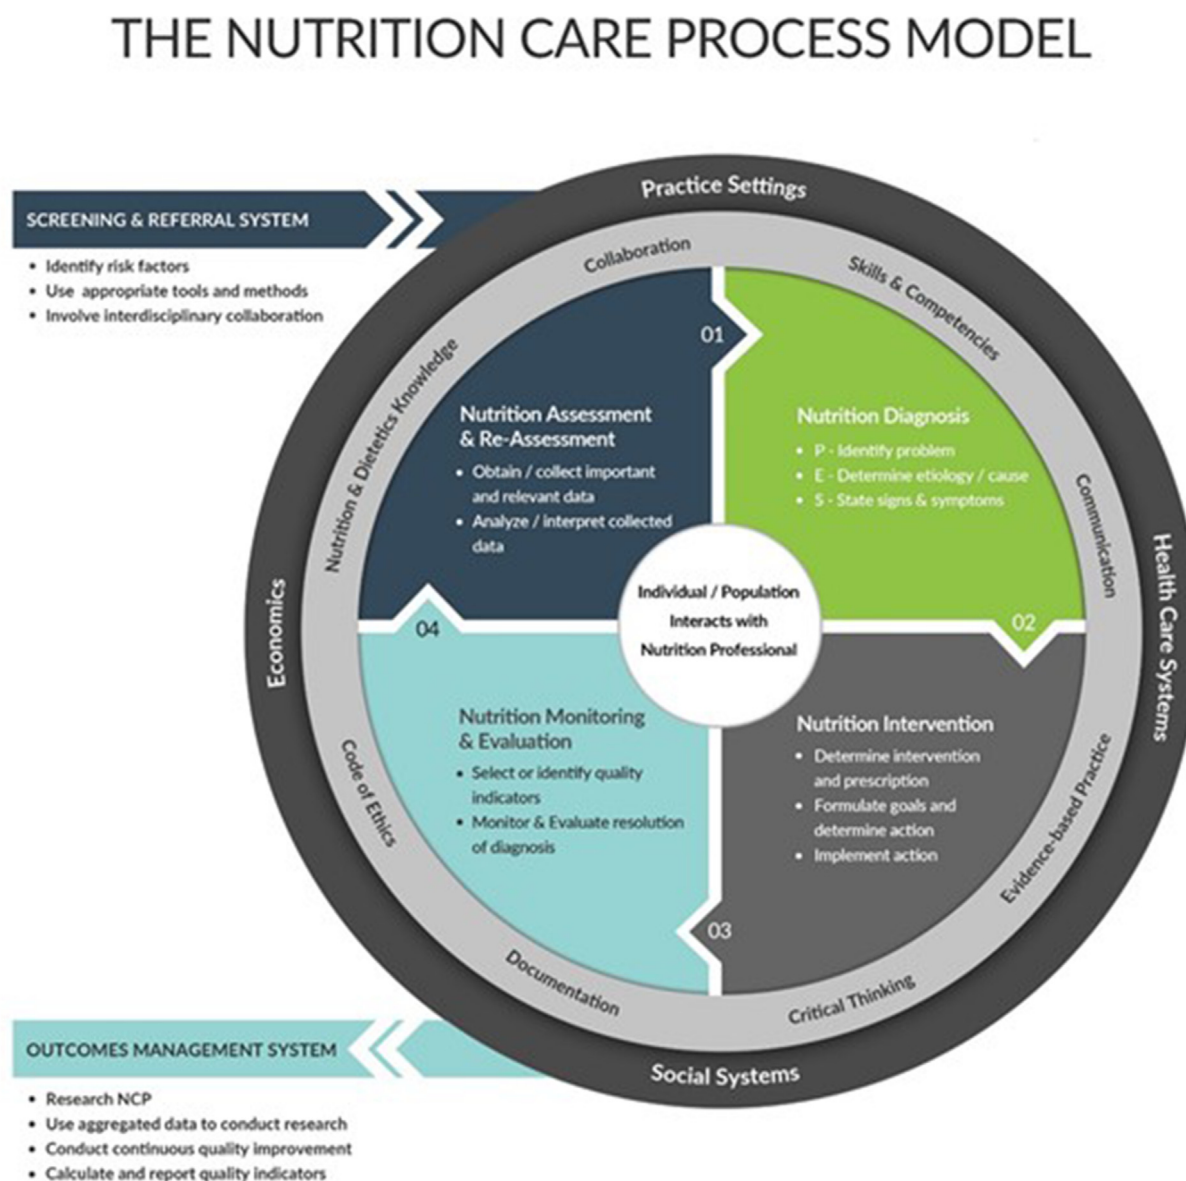 THE NUTRITION CARE PROCESS MODEL
SCREENING & REFERRAL SYSTEM
• Identify risk factors
• Use appropriate tools and methods
• Involve interdisciplinary collaboration
Practice Settings
Health Care Systems
Social Systems
Economics
Collaboration
Skills & Competencies
Communication
Evidence-based Practice
Critical Thinking
Documentation
Code of Ethics
Nutrition & Dietetics Knowledge
01
Nutrition Assessment
& Re-Assessment
• Obtain / collect important
and relevant data
• Analyze / interpret collected
data
Nutrition Diagnosis
• P - Identify problem
• E - Determine etiology / cause
• S - State signs & symptoms
02
Individual / Population
Interacts with
Nutrition Professional
Nutrition Intervention
• Determine intervention
and prescription
• Formulate goals and
determine action
• Implement action
03
04
Nutrition Monitoring
& Evaluation
• Select or identify quality
indicators
• Monitor & Evaluate resolution
of diagnosis
OUTCOMES MANAGEMENT SYSTEM
• Research NCP
• Use aggregated data to conduct research
• Conduct continuous quality improvement
• Calculate and report quality indicators